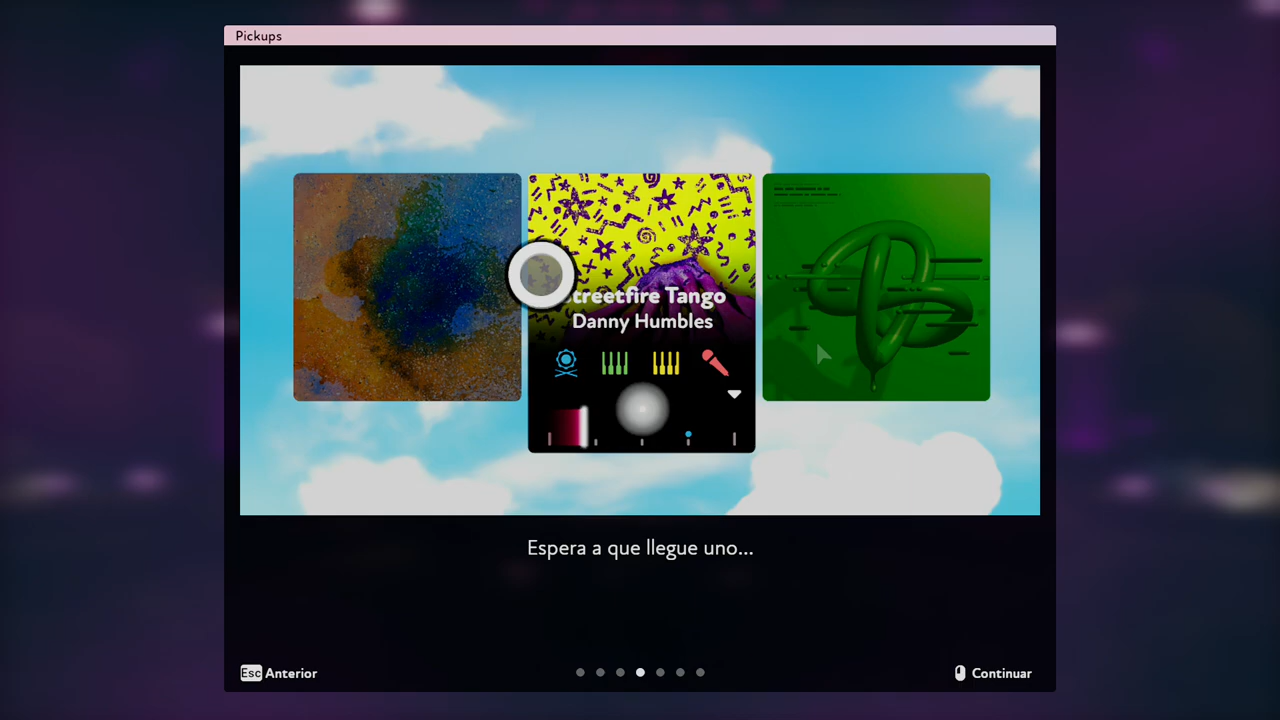 Pickups
Streetfire Tango
Danny Humbles
Espera a que llegue uno...
Esc Anterior
Continuar